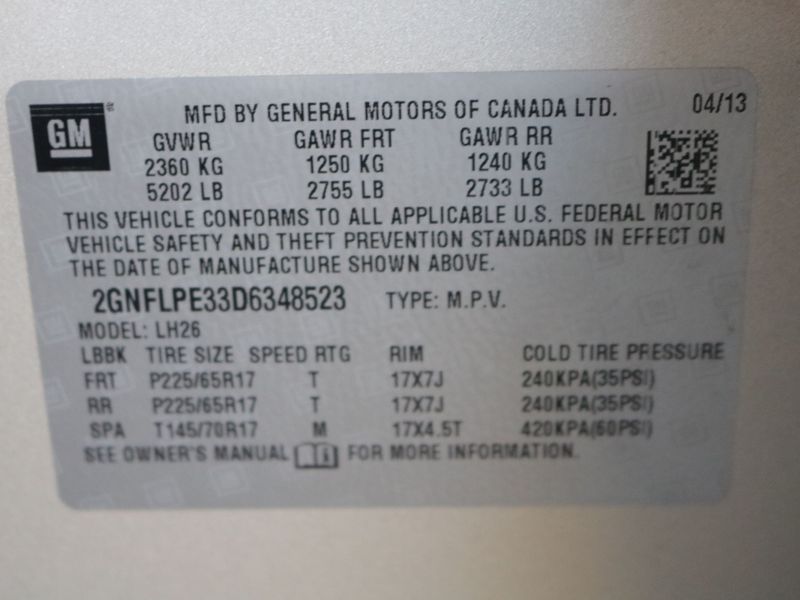 GM
MFD BY GENERAL MOTORS OF CANADA LTD. 04/13
GVWR GAWR FRT GAWR RR
2360 KG 1250 KG 1240 KG
5202 LB 2755 LB 2733 LB
THIS VEHICLE CONFORMS TO ALL APPLICABLE U.S. FEDERAL MOTOR
VEHICLE SAFETY AND THEFT PREVENTION STANDARDS IN EFFECT ON
THE DATE OF MANUFACTURE SHOWN ABOVE.
2GNFLPE33D6348523 TYPE: M.P.V.
MODEL: LH26
LBBK TIRE SIZE SPEED RTG RIM COLD TIRE PRESSURE
FRT P225/65R17 T 17X7J 240KPA(35PSI)
RR P225/65R17 T 17X7J 240KPA(35PSI)
SPA T145/70R17 M 17X4.5T 420KPA(60PSI)
SEE OWNER'S MANUAL FOR MORE INFORMATION.